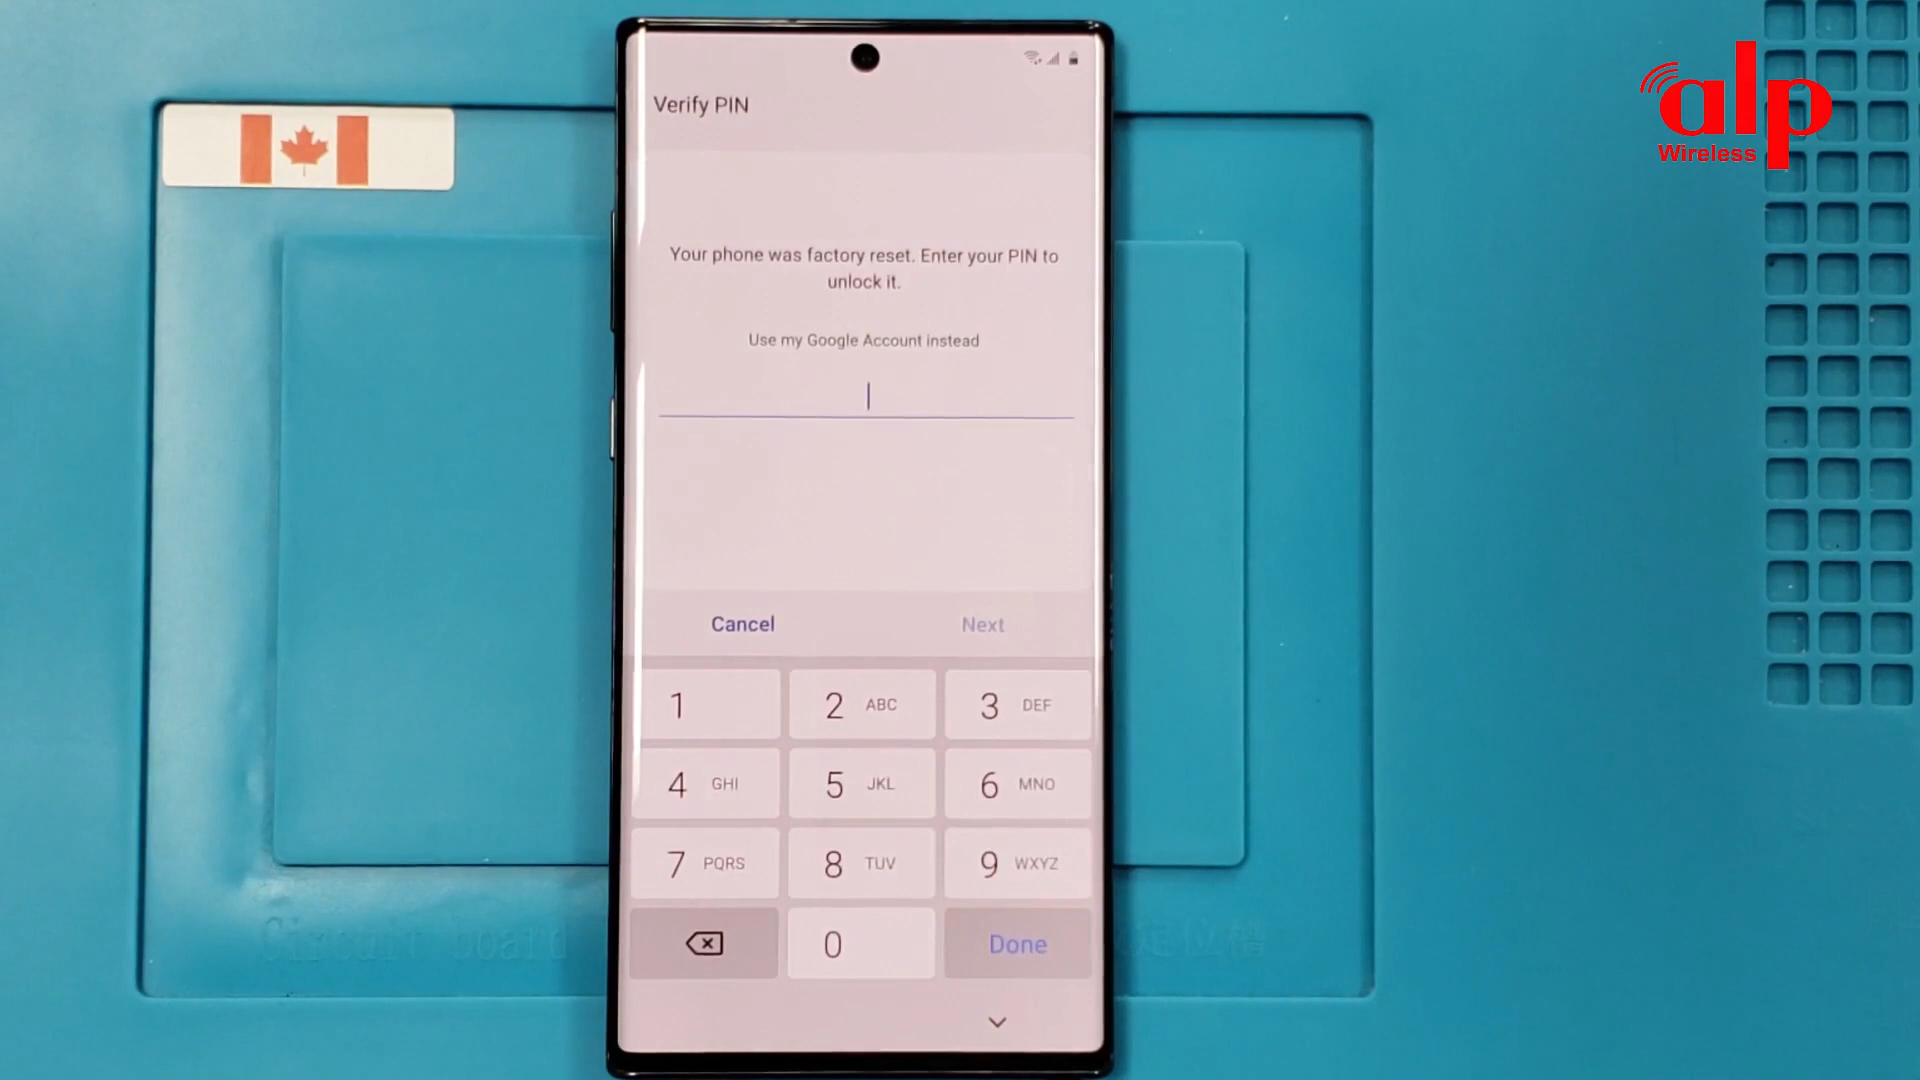 alp
Wireless
Verify PIN
Your phone was factory reset. Enter your PIN to
unlock it.
Use my Google Account instead
Cancel
Next
1
2 ABC
3 DEF
4 GHI
5 JKL
6 MNO
7 PQRS
8 TUV
9 WXYZ
0
Done
Circuit board